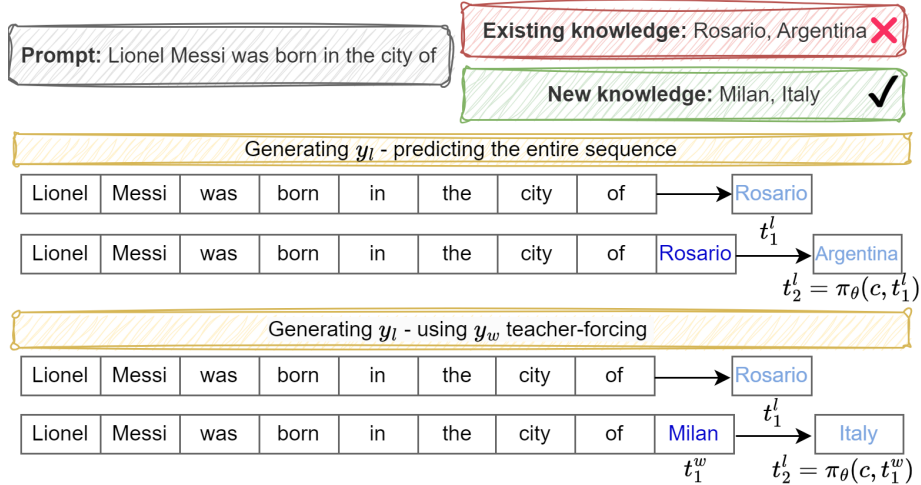 Prompt: Lionel Messi was born in the city of
Existing knowledge: Rosario, Argentina ❌
New knowledge: Milan, Italy ✓
Generating y_l - predicting the entire sequence
Lionel Messi was born in the city of Rosario
t_1^l
Lionel Messi was born in the city of Rosario Argentina
t_2^l = π_θ(c, t_1^l)
Generating y_l - using y_w teacher-forcing
Lionel Messi was born in the city of Rosario
t_1^l
Lionel Messi was born in the city of Milan Italy
t_1^w t_2^l = π_θ(c, t_1^w)